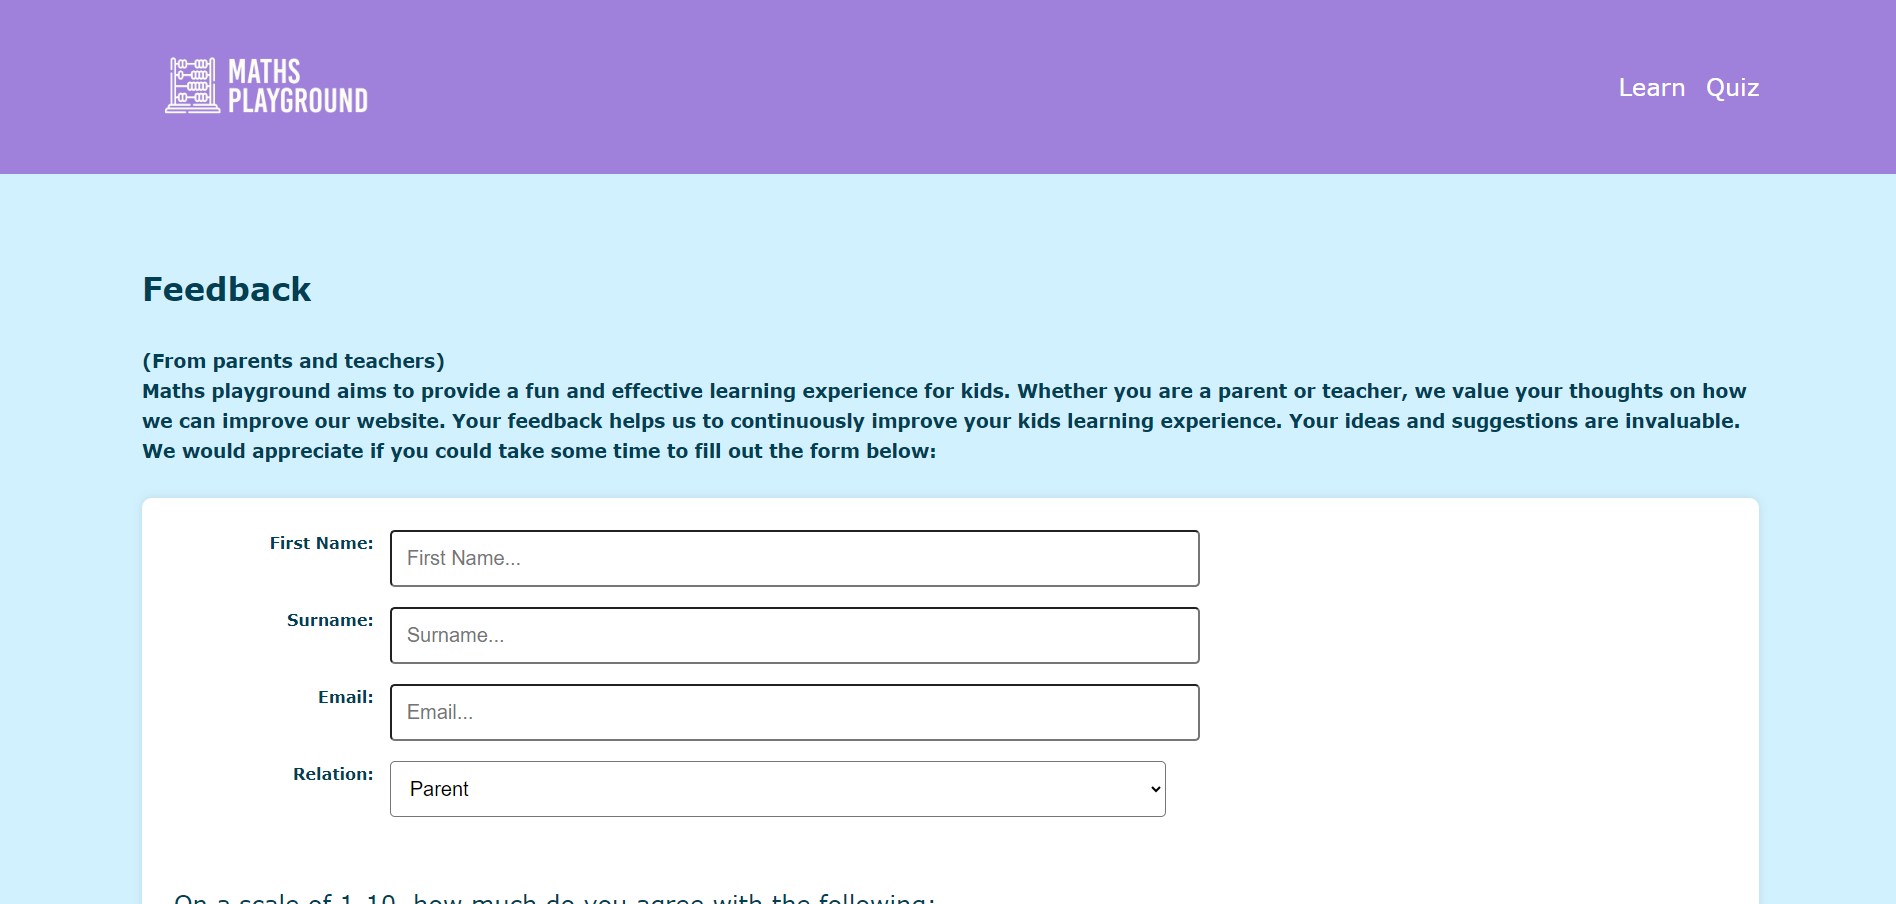 MATHS
PLAYGROUND
Learn Quiz
Feedback
(From parents and teachers)
Maths playground aims to provide a fun and effective learning experience for kids. Whether you are a parent or teacher, we value your thoughts on how
we can improve our website. Your feedback helps us to continuously improve your kids learning experience. Your ideas and suggestions are invaluable.
We would appreciate if you could take some time to fill out the form below:
First Name: First Name...
Surname: Surname...
Email: Email...
Relation: Parent
On a scale of 1-10, how much do you agree with the following: